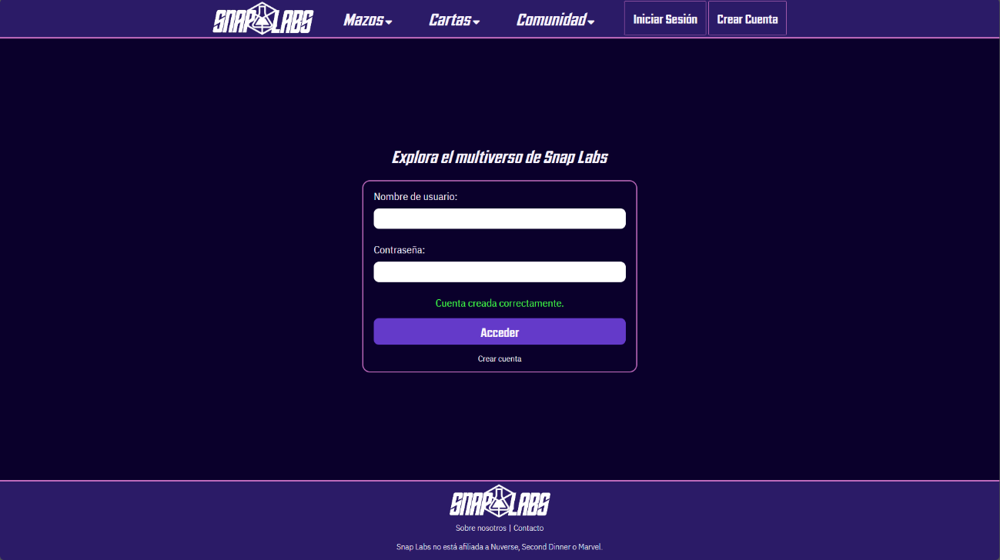 SNAP LABS Mazos Cartas Comunidad Iniciar Sesión Crear Cuenta
Explora el multiverso de Snap Labs
Nombre de usuario:
Contraseña:
Cuenta creada correctamente.
Acceder
Crear cuenta
SNAP LABS
Sobre nosotros | Contacto
Snap Labs no está afiliada a Nuverse, Second Dinner o Marvel.